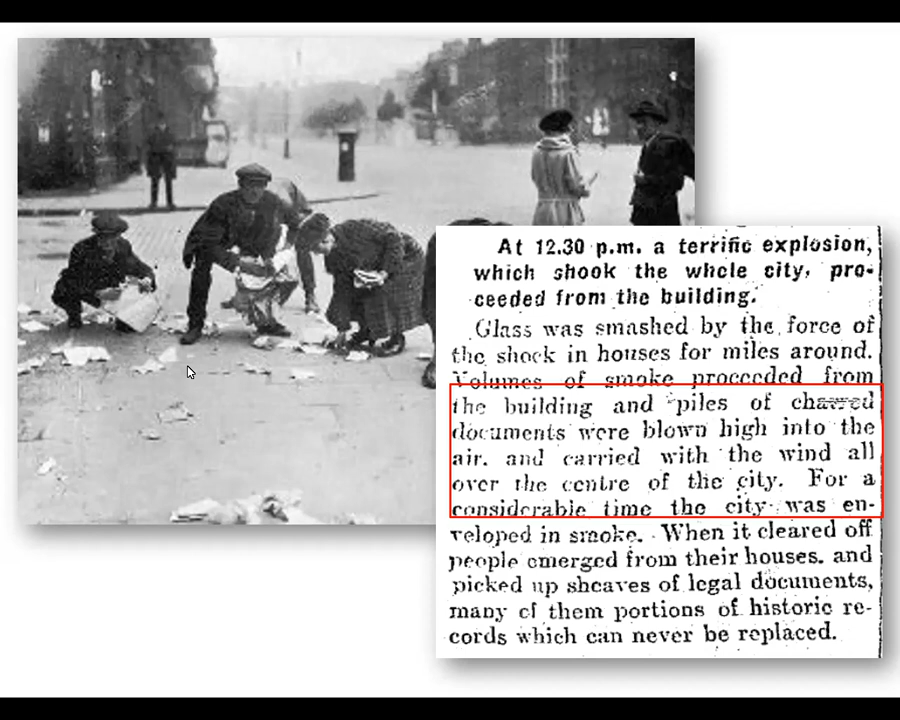 At 12.30 p.m. a terrific explosion,
which shook the whole city, pro-
ceeded from the building.
Glass was smashed by the force of
the shock in houses for miles around.
Volumes of smoke proceeded from
the building and piles of chawed
documents were blown high into the
air. and carried with the wind all
over the centre of the city. For a
considerable time the city was en-
veloped in smoke. When it cleared off
people emerged from their houses. and
picked up sheaves of legal documents,
many of them portions of historic re-
cords which can never be replaced.